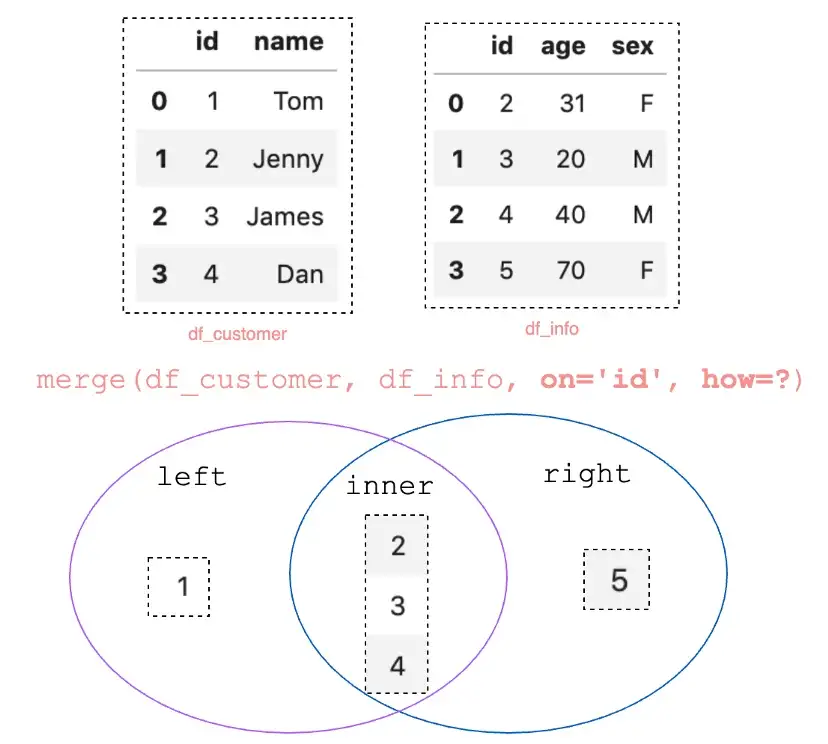 id name
0 1 Tom
1 2 Jenny
2 3 James
3 4 Dan
df_customer
id age sex
0 2 31 F
1 3 20 M
2 4 40 M
3 5 70 F
df_info
merge(df_customer, df_info, on='id', how=?)
left
inner
right
1
2
3
4
5